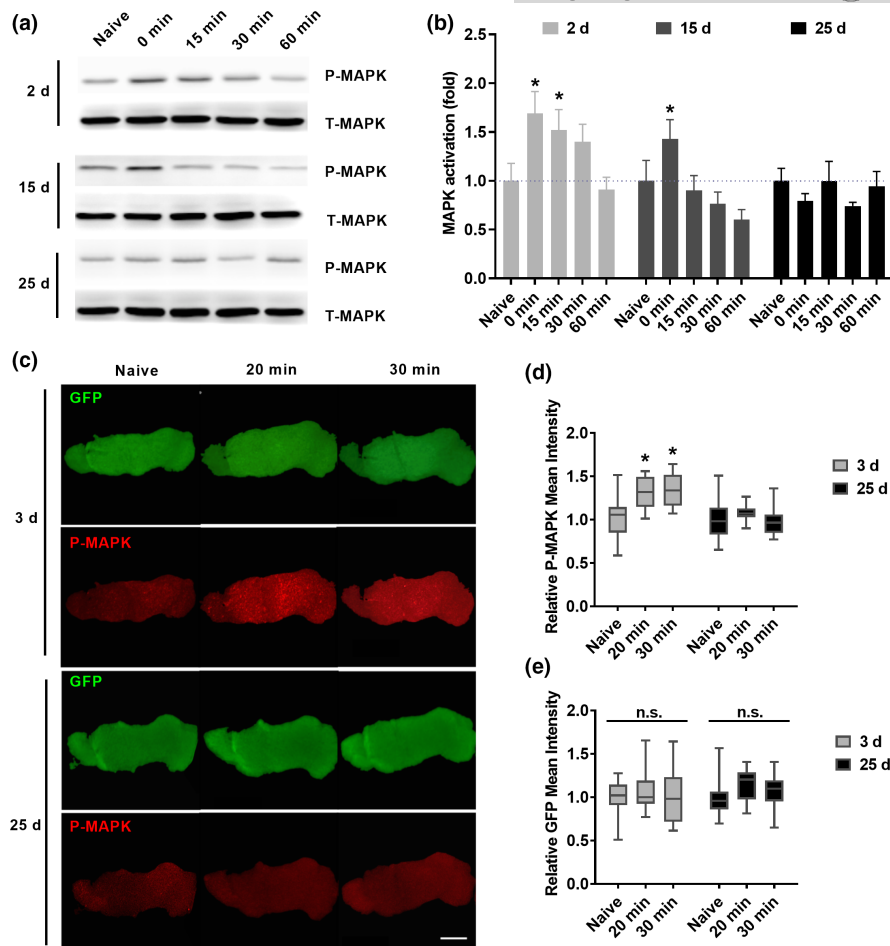 (a)
Naive 0 min 15 min 30 min 60 min
2 d
P-MAPK
T-MAPK
15 d
P-MAPK
T-MAPK
25 d
P-MAPK
T-MAPK
(b)
2 d 15 d 25 d
MAPK activation (fold)
2.5
2.0
1.5
1.0
0.5
0.0
* * *
Naive 0 min 15 min 30 min 60 min Naive 0 min 15 min 30 min 60 min Naive 0 min 15 min 30 min 60 min
(c)
Naive 20 min 30 min
3 d
GFP
P-MAPK
25 d
GFP
P-MAPK
(d)
Relative P-MAPK Mean Intensity
2.0
1.5
1.0
0.5
0.0
* *
3 d
25 d
Naive 20 min 30 min Naive 20 min 30 min
(e)
Relative GFP Mean Intensity
2.0
1.5
1.0
0.5
0.0
n.s. n.s.
3 d
25 d
Naive 20 min 30 min Naive 20 min 30 min